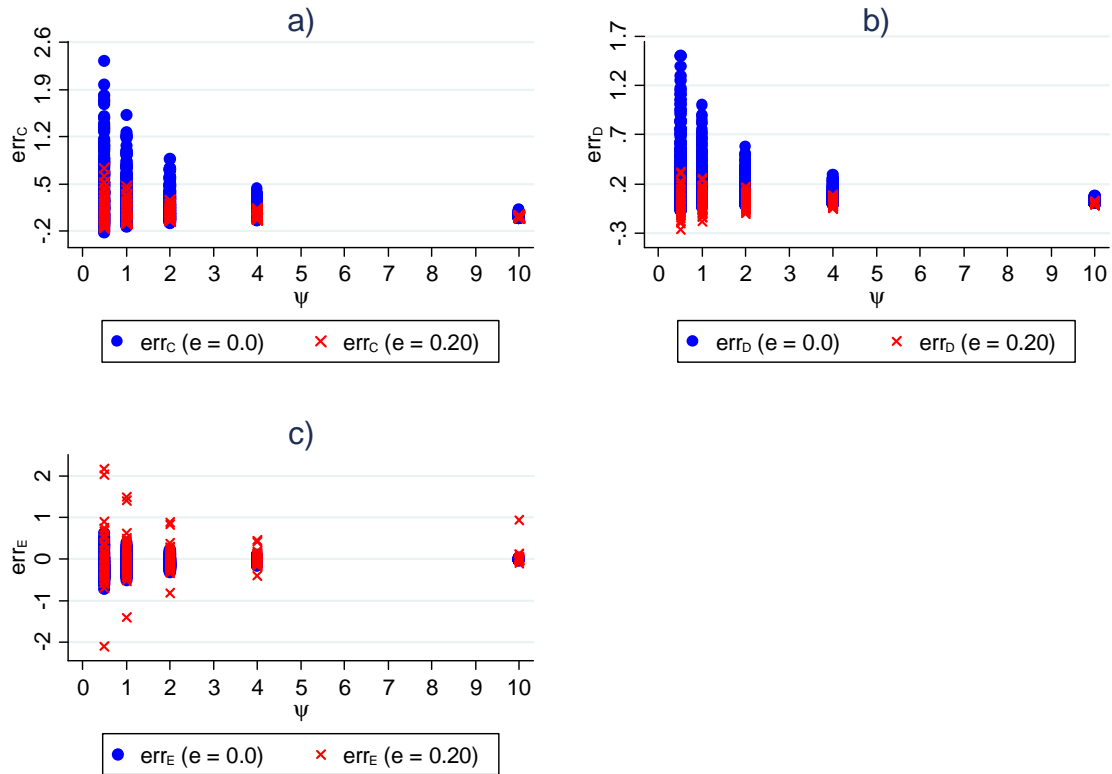 a)
2.6
1.9
1.2
.5
-.2
errC
0 1 2 3 4 5 6 7 8 9 10
ψ
errC (e = 0.0) errC (e = 0.20)
b)
1.7
1.2
.7
.2
-.3
errD
0 1 2 3 4 5 6 7 8 9 10
ψ
errD (e = 0.0) errD (e = 0.20)
c)
2
1
0
-1
-2
errE
0 1 2 3 4 5 6 7 8 9 10
ψ
errE (e = 0.0) errE (e = 0.20)